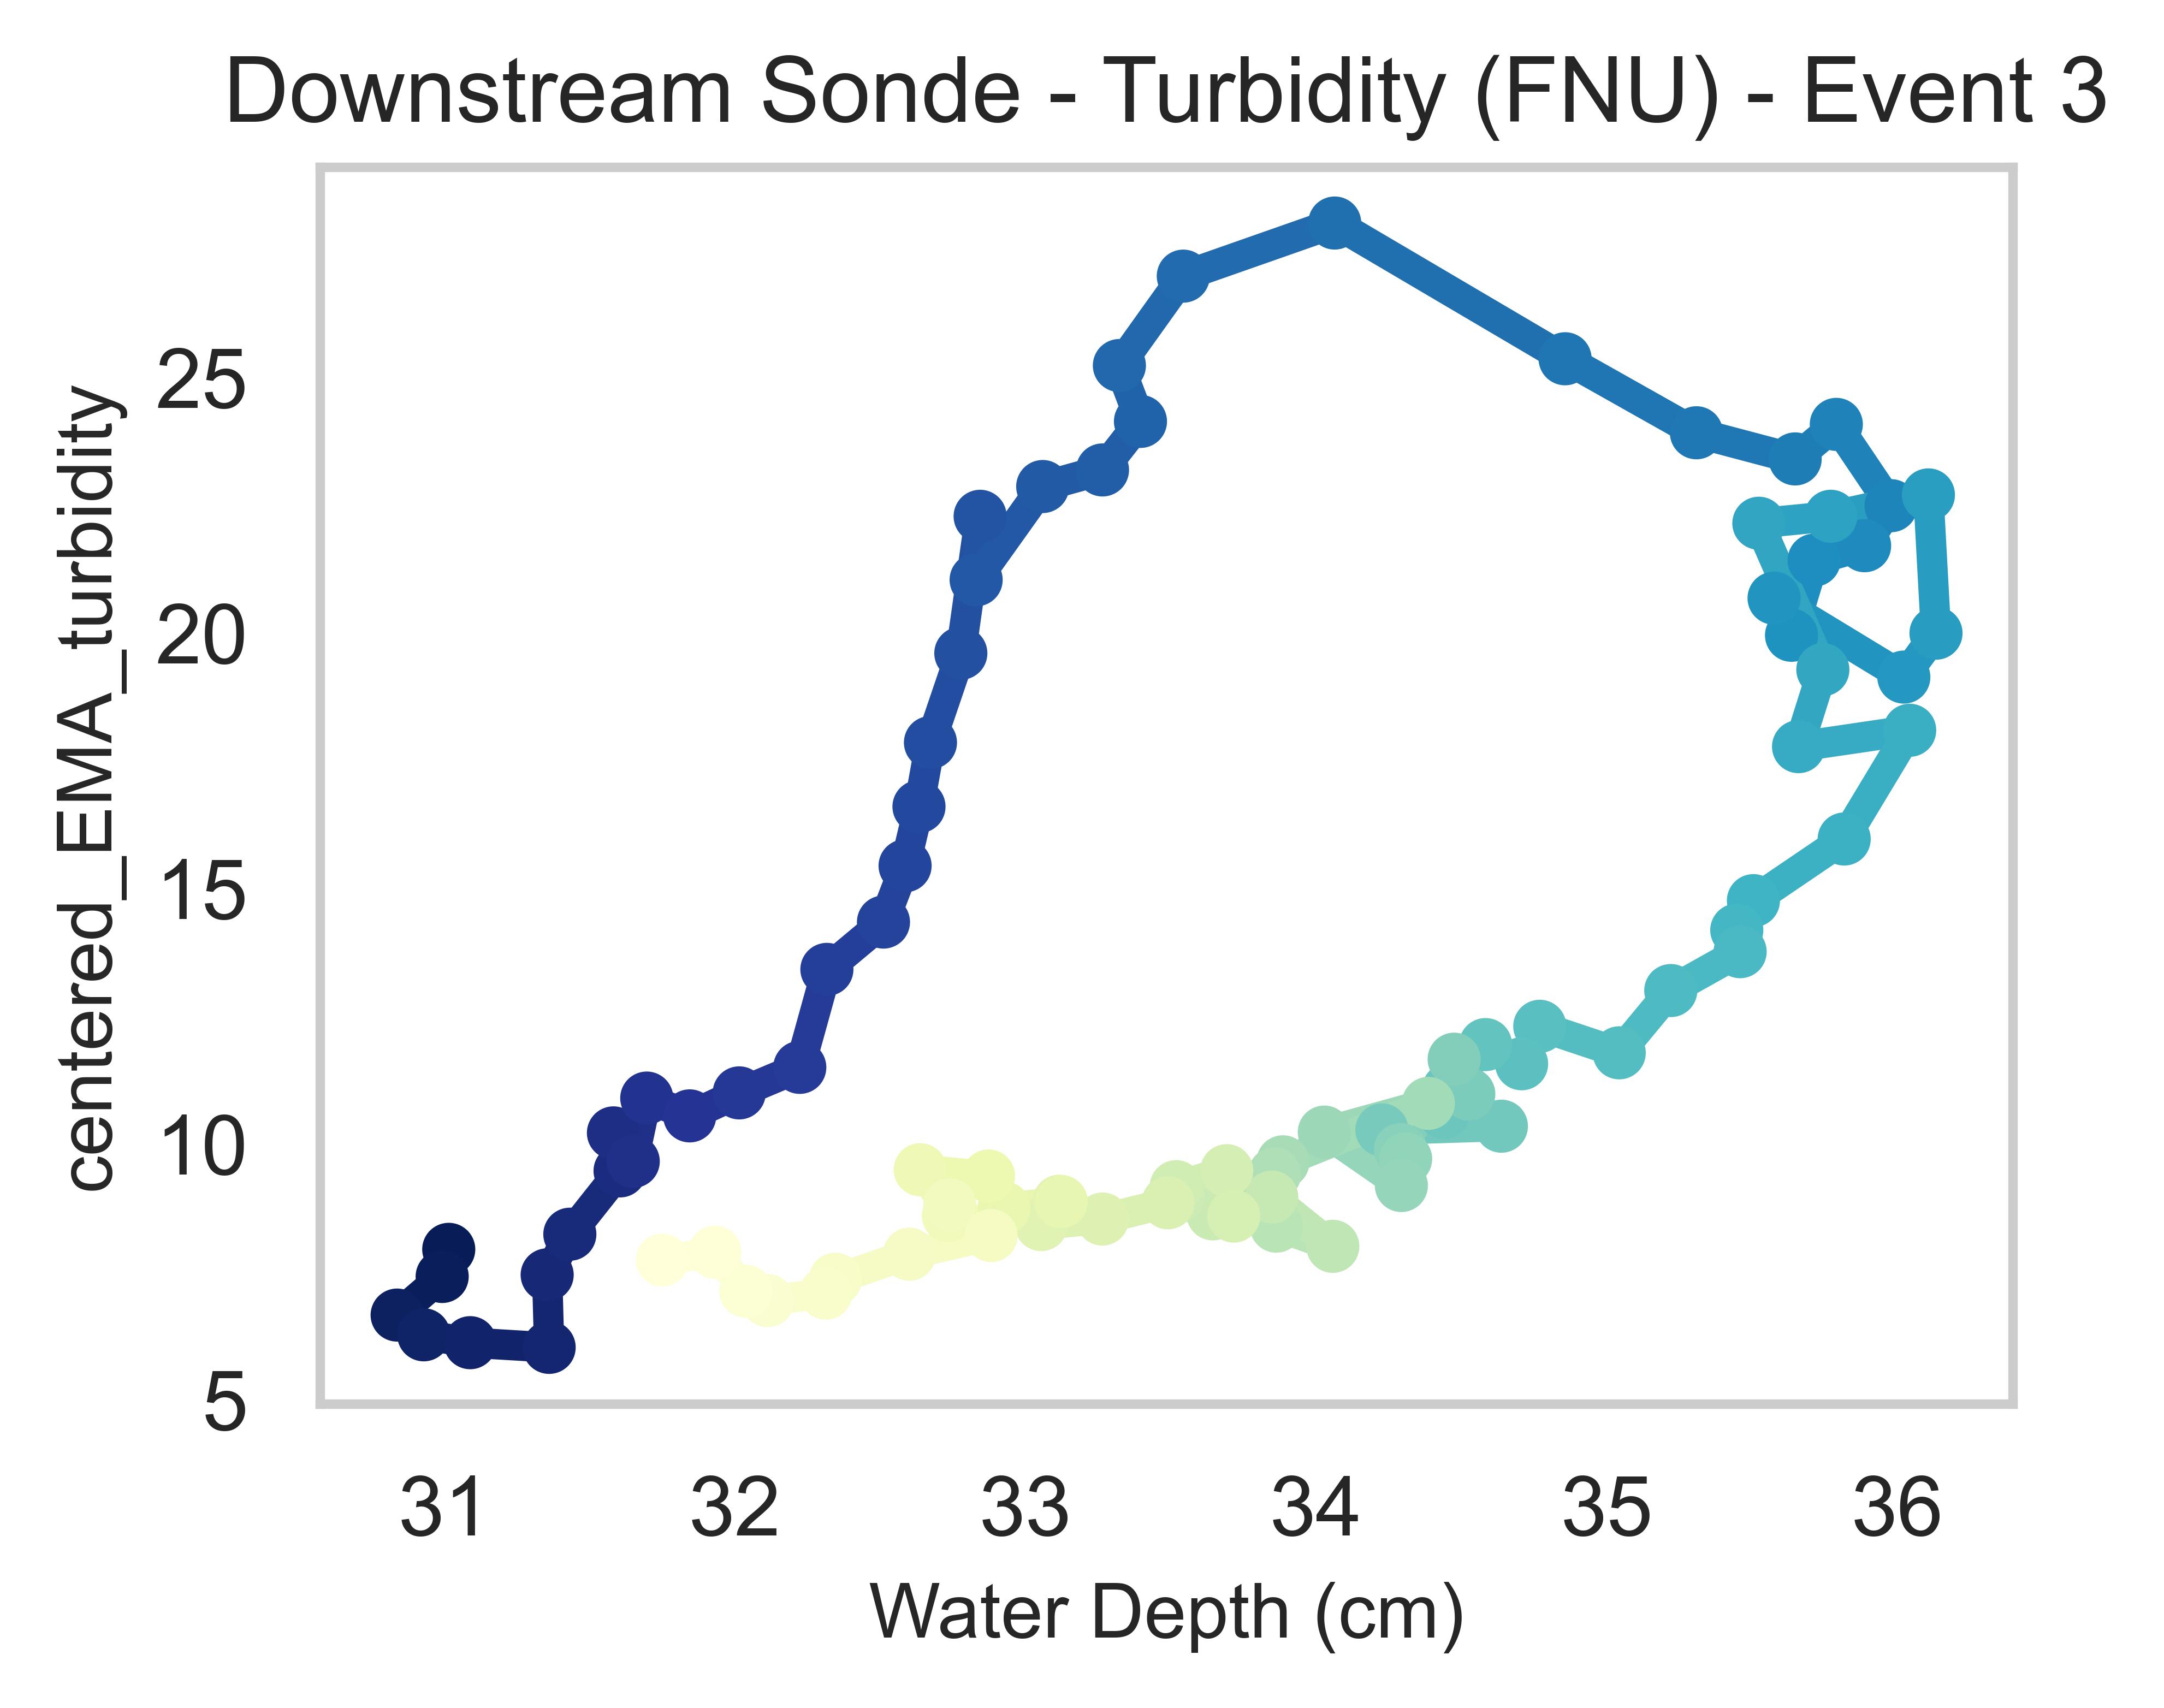 Downstream Sonde - Turbidity (FNU) - Event 3
centered_EMA_turbidity
25
20
15
10
5
31 32 33 34 35 36
Water Depth (cm)